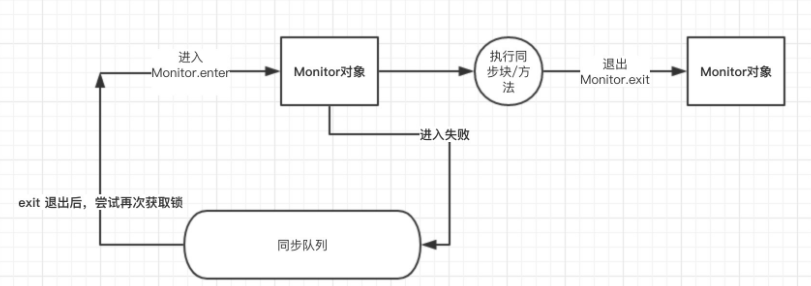 进入
Monitor.enter
Monitor对象
执行同
步块/方
法
退出
Monitor.exit
Monitor对象
进入失败
exit 退出后，尝试再次获取锁
同步队列